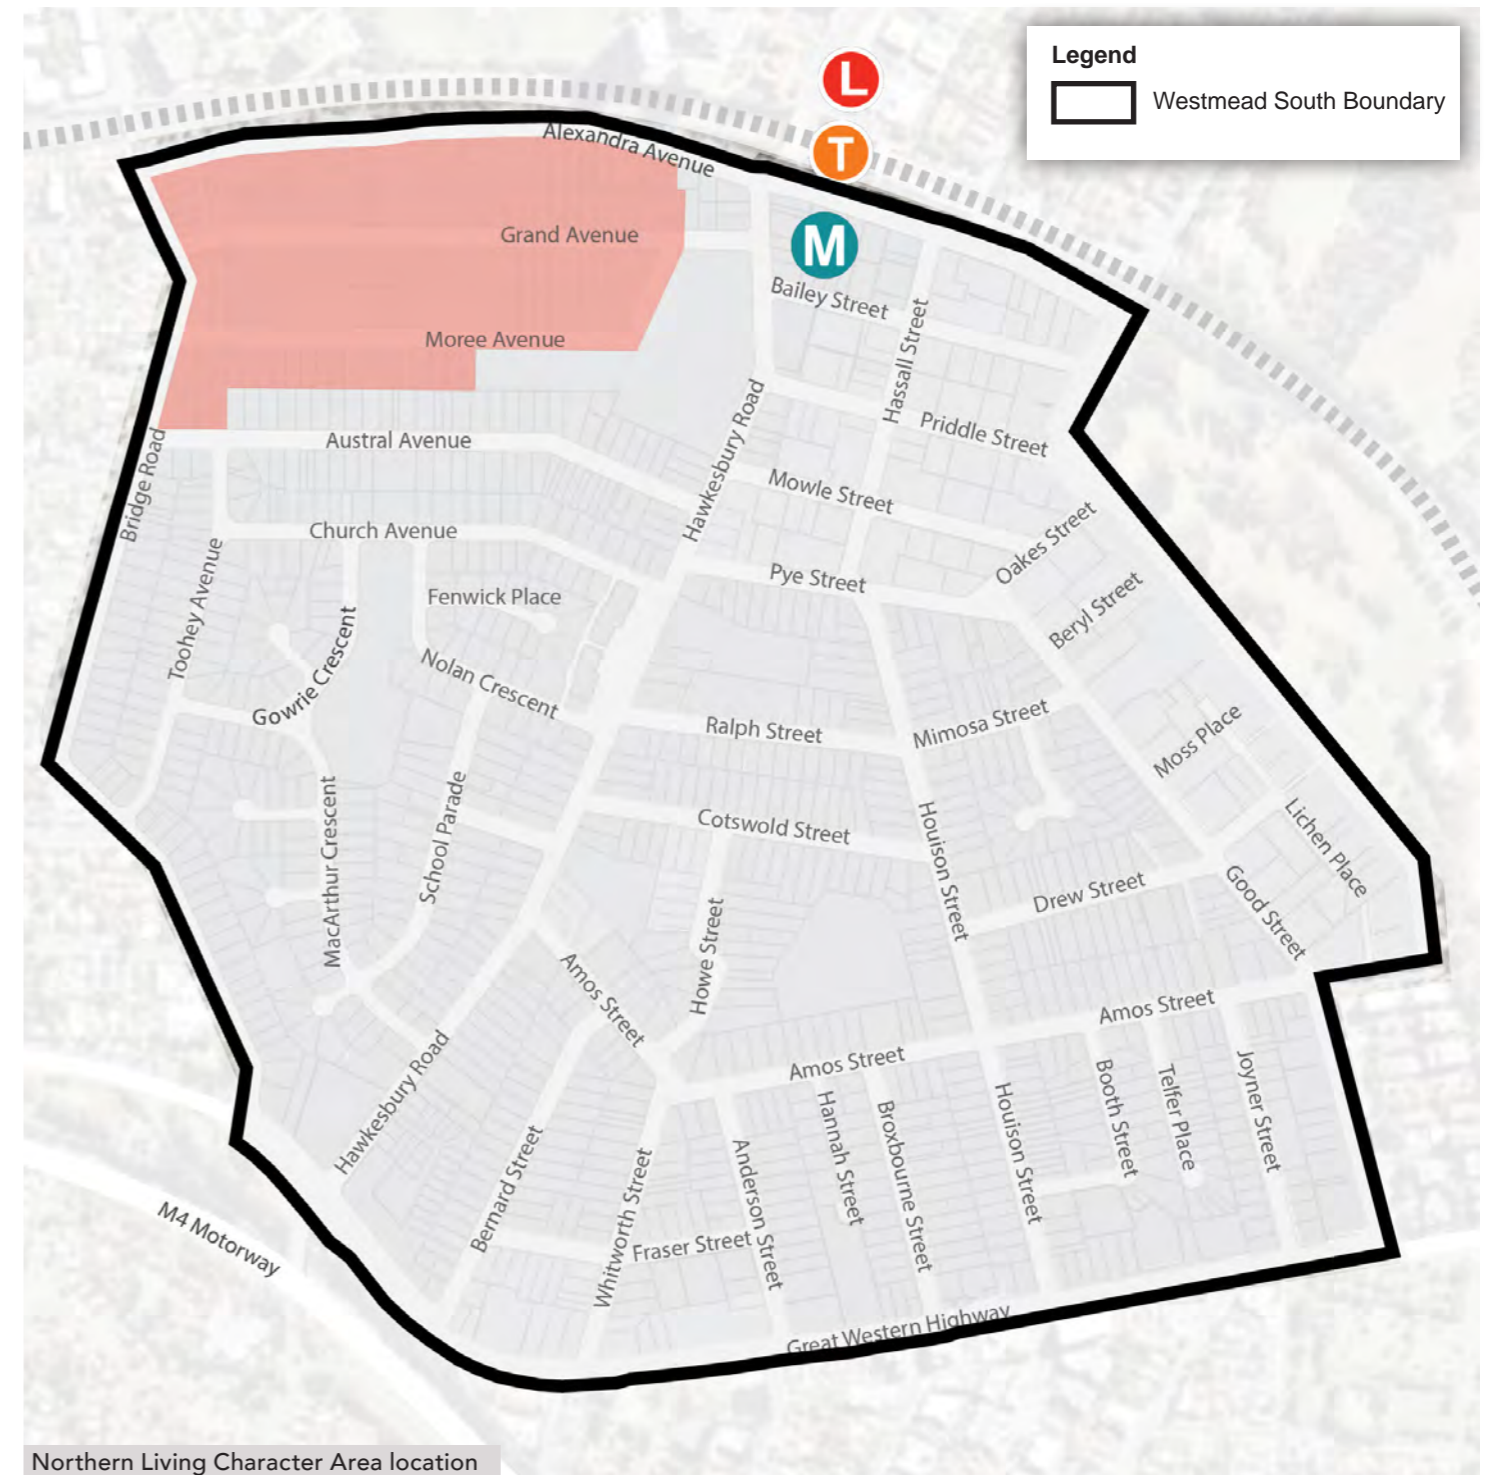 Legend
Westmead South Boundary
L
T
M
Alexandra Avenue
Grand Avenue
Bailey Street
Moree Avenue
Hassall Street
Hawkesbury Road
Priddle Street
Austral Avenue
Bridge Road
Mowle Street
Church Avenue
Oakes Street
Pye Street
Toohey Avenue
Fenwick Place
Beryl Street
Gowrie Crescent
Nolan Crescent
Ralph Street
Mimosa Street
Moss Place
MacArthur Crescent
School Parade
Cotswold Street
Houison Street
Lichen Place
Drew Street
Good Street
Howe Street
Amos Street
Amos Street
Amos Street
Hawkesbury Road
Hannah Street
Broxbourne Street
Houison Street
Booth Street
Telfer Place
Joyner Street
Bernard Street
Whitworth Street
Anderson Street
Fraser Street
M4 Motorway
Great Western Highway
Northern Living Character Area location